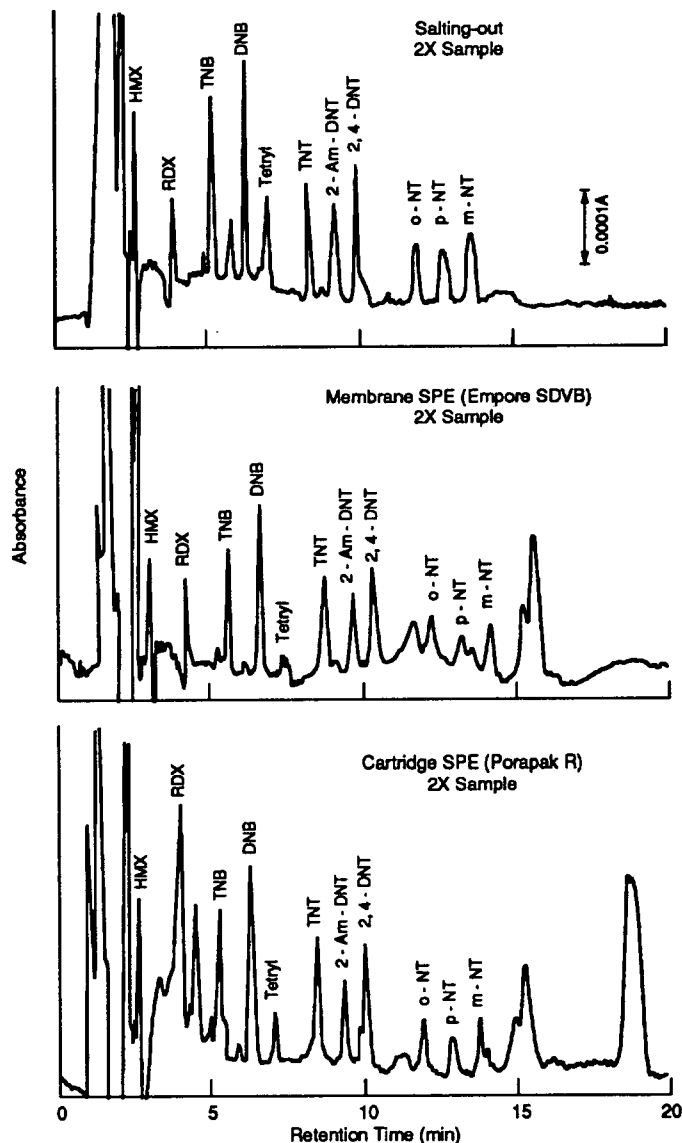 Salting-out
2X Sample
HMX
RDX
TNB
DNB
Tetryl
TNT
2 - Am - DNT
2, 4 - DNT
o - NT
p - NT
m - NT
0.0001A
Membrane SPE (Empore SDVB)
2X Sample
HMX
RDX
TNB
DNB
Tetryl
TNT
2 - Am - DNT
2, 4 - DNT
o - NT
p - NT
m - NT
Absorbance
Cartridge SPE (Porapak R)
2X Sample
HMX
RDX
TNB
DNB
Tetryl
TNT
2 - Am - DNT
2, 4 - DNT
o - NT
p - NT
m - NT
0 5 10 15 20
Retention Time (min)